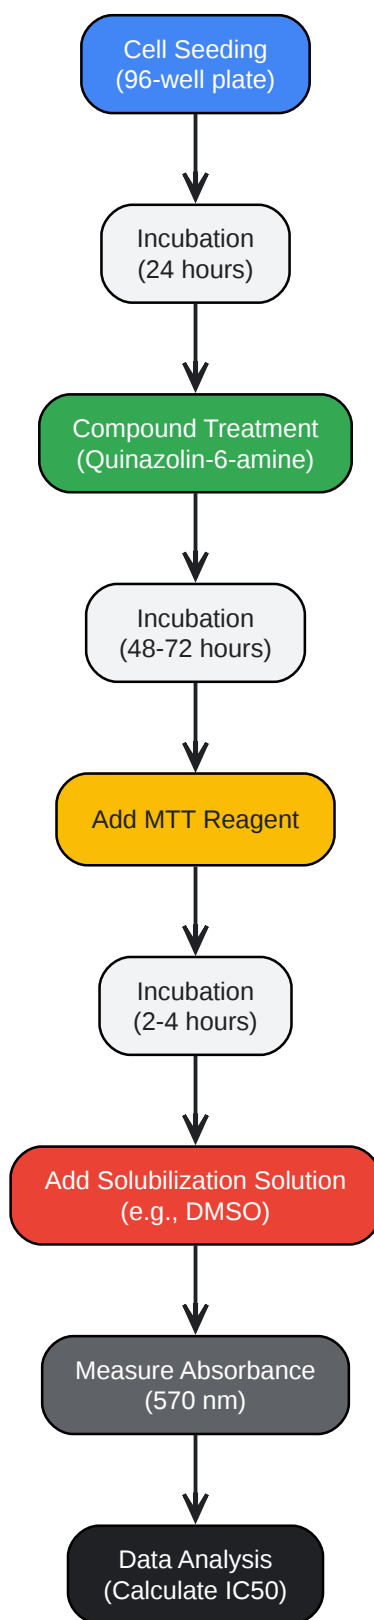 Cell Seeding
(96-well plate)
Incubation
(24 hours)
Compound Treatment
(Quinazolin-6-amine)
Incubation
(48-72 hours)
Add MTT Reagent
Incubation
(2-4 hours)
Add Solubilization Solution
(e.g., DMSO)
Measure Absorbance
(570 nm)
Data Analysis
(Calculate IC50)